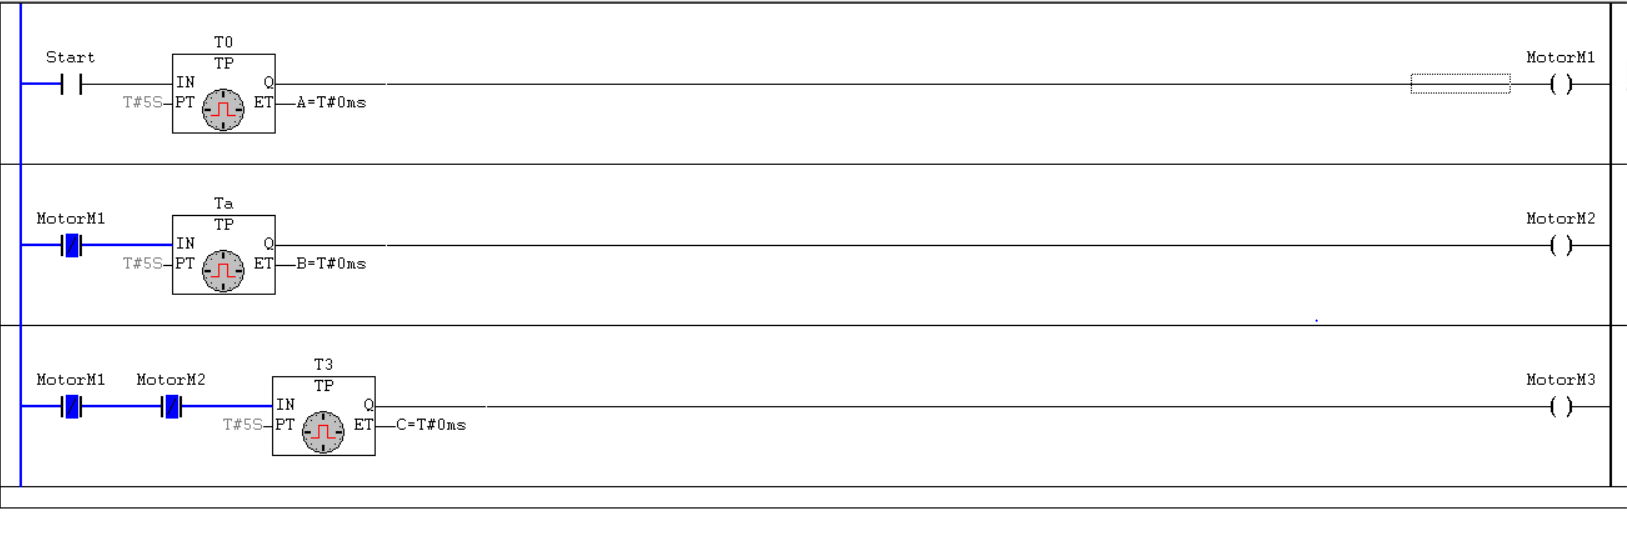 T0
Start
TP
MotorM1
IN Q
T#5S PT ET A=T#0ms
Ta
MotorM1
TP
MotorM2
IN Q
T#5S PT ET B=T#0ms
T3
MotorM1 MotorM2
TP
MotorM3
IN Q
T#5S PT ET C=T#0ms